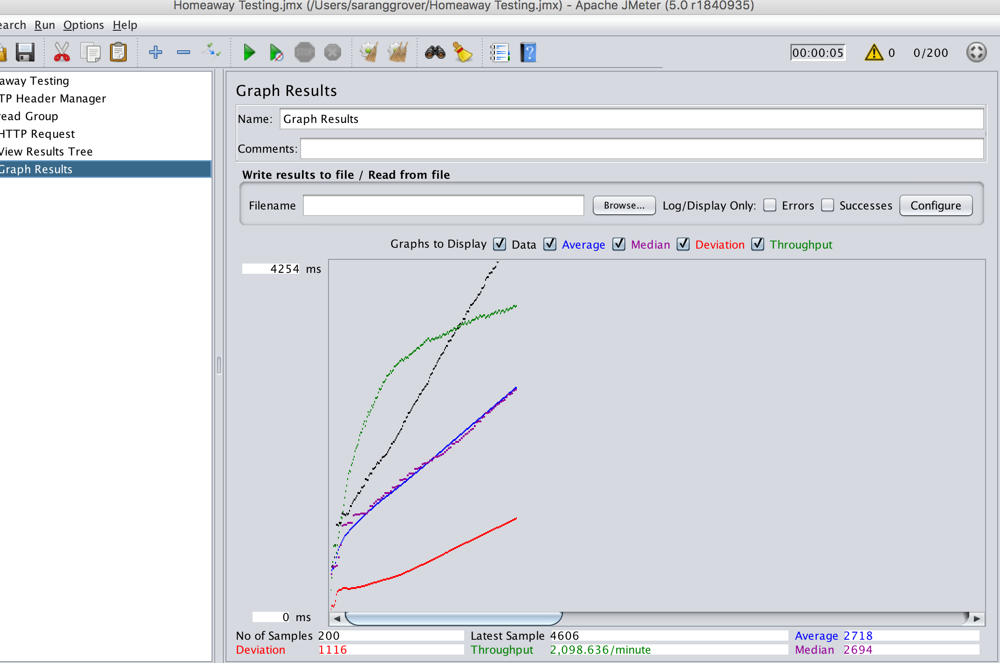 Homeaway Testing.jmx (/Users/saranggrover/Homeaway Testing.jmx) - Apache JMeter (5.0 r1840935)
earch Run Options Help
STOP ? 00:00:05 0 0/200
away Testing
TP Header Manager
read Group
HTTP Request
View Results Tree
Graph Results
Graph Results
Name: Graph Results
Comments:
Write results to file / Read from file
Filename Browse... Log/Display Only: Errors Successes Configure
Graphs to Display Data Average Median Deviation Throughput
4254 ms
0 ms
No of Samples 200 Latest Sample 4606 Average 2718
Deviation 1116 Throughput 2,098.636/minute Median 2694